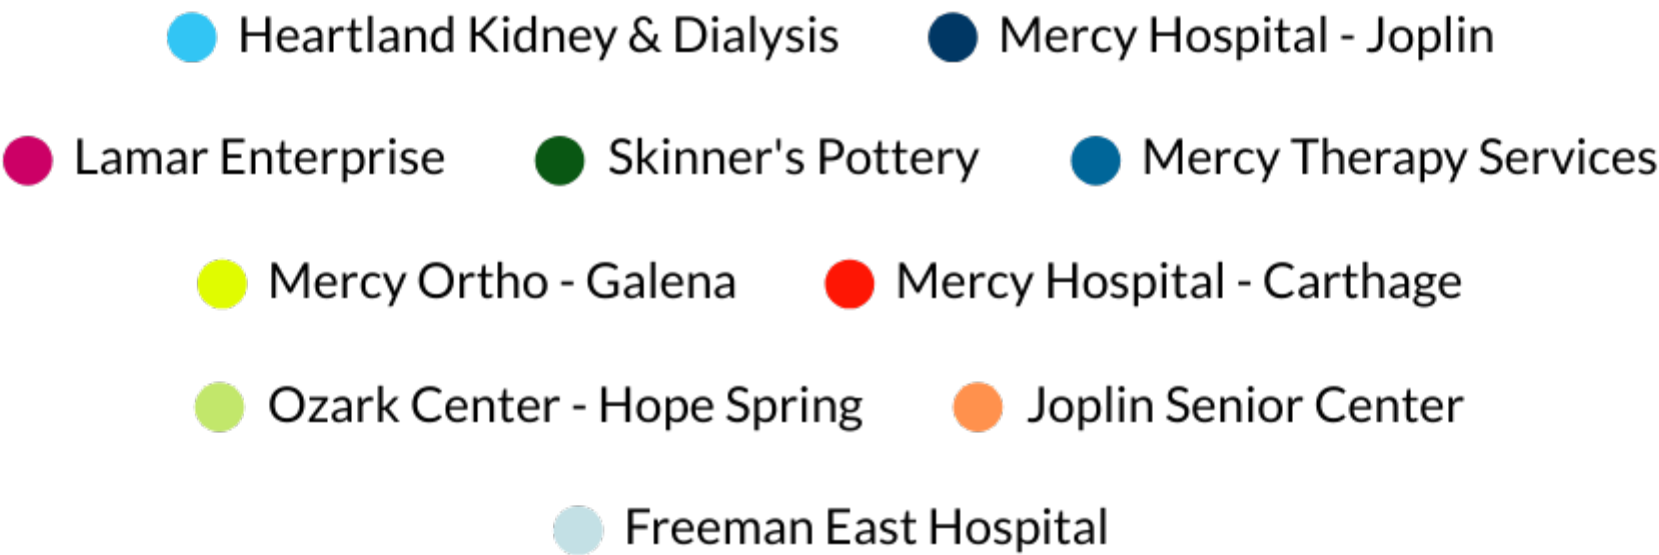 Heartland Kidney & Dialysis Mercy Hospital - Joplin
Lamar Enterprise Skinner's Pottery Mercy Therapy Services
Mercy Ortho - Galena Mercy Hospital - Carthage
Ozark Center - Hope Spring Joplin Senior Center
Freeman East Hospital